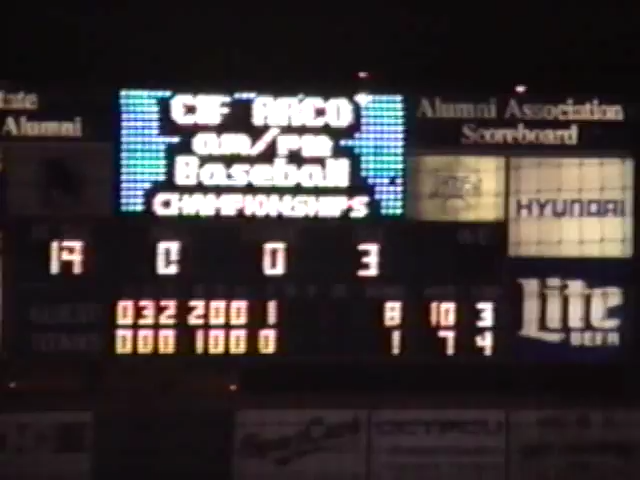 tate
Alumni
CIF ARCO
am/pm
Baseball
CHAMPIONSHIPS
Alumni Association
Scoreboard
HYUNDAI
Lite
BEER
0 0 3
GUEST 032 200 1 8 10 3
000 100 0 1 7 4